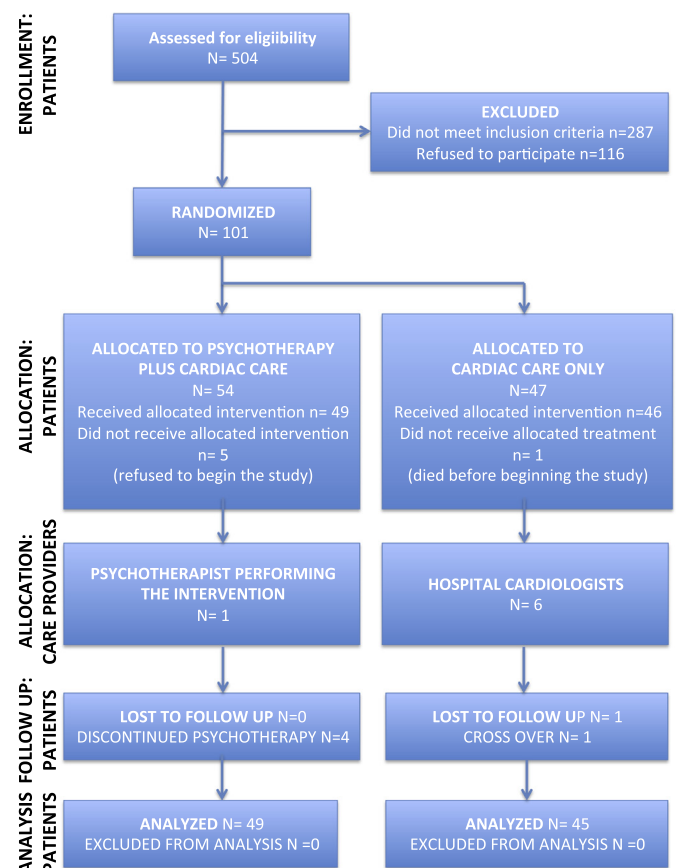 ENROLLMENT:
PATIENTS
Assessed for eligiibility
N= 504
EXCLUDED
Did not meet inclusion criteria n=287
Refused to participate n=116
RANDOMIZED
N= 101
ALLOCATION:
PATIENTS
ALLOCATED TO PSYCHOTHERAPY
PLUS CARDIAC CARE
N= 54
Received allocated intervention n= 49
Did not receive allocated intervention
n= 5
(refused to begin the study)
ALLOCATED TO
CARDIAC CARE ONLY
N=47
Received allocated intervention n=46
Did not receive allocated treatment
n= 1
(died before beginning the study)
ALLOCATION:
CARE PROVIDERS
PSYCHOTHERAPIST PERFORMING
THE INTERVENTION
N= 1
HOSPITAL CARDIOLOGISTS
N= 6
FOLLOW UP:
PATIENTS
LOST TO FOLLOW UP N=0
DISCONTINUED PSYCHOTHERAPY N=4
LOST TO FOLLOW UP N= 1
CROSS OVER N= 1
ANALYSIS
PATIENTS
ANALYZED N= 49
EXCLUDED FROM ANALYSIS N =0
ANALYZED N= 45
EXCLUDED FROM ANALYSIS N =0